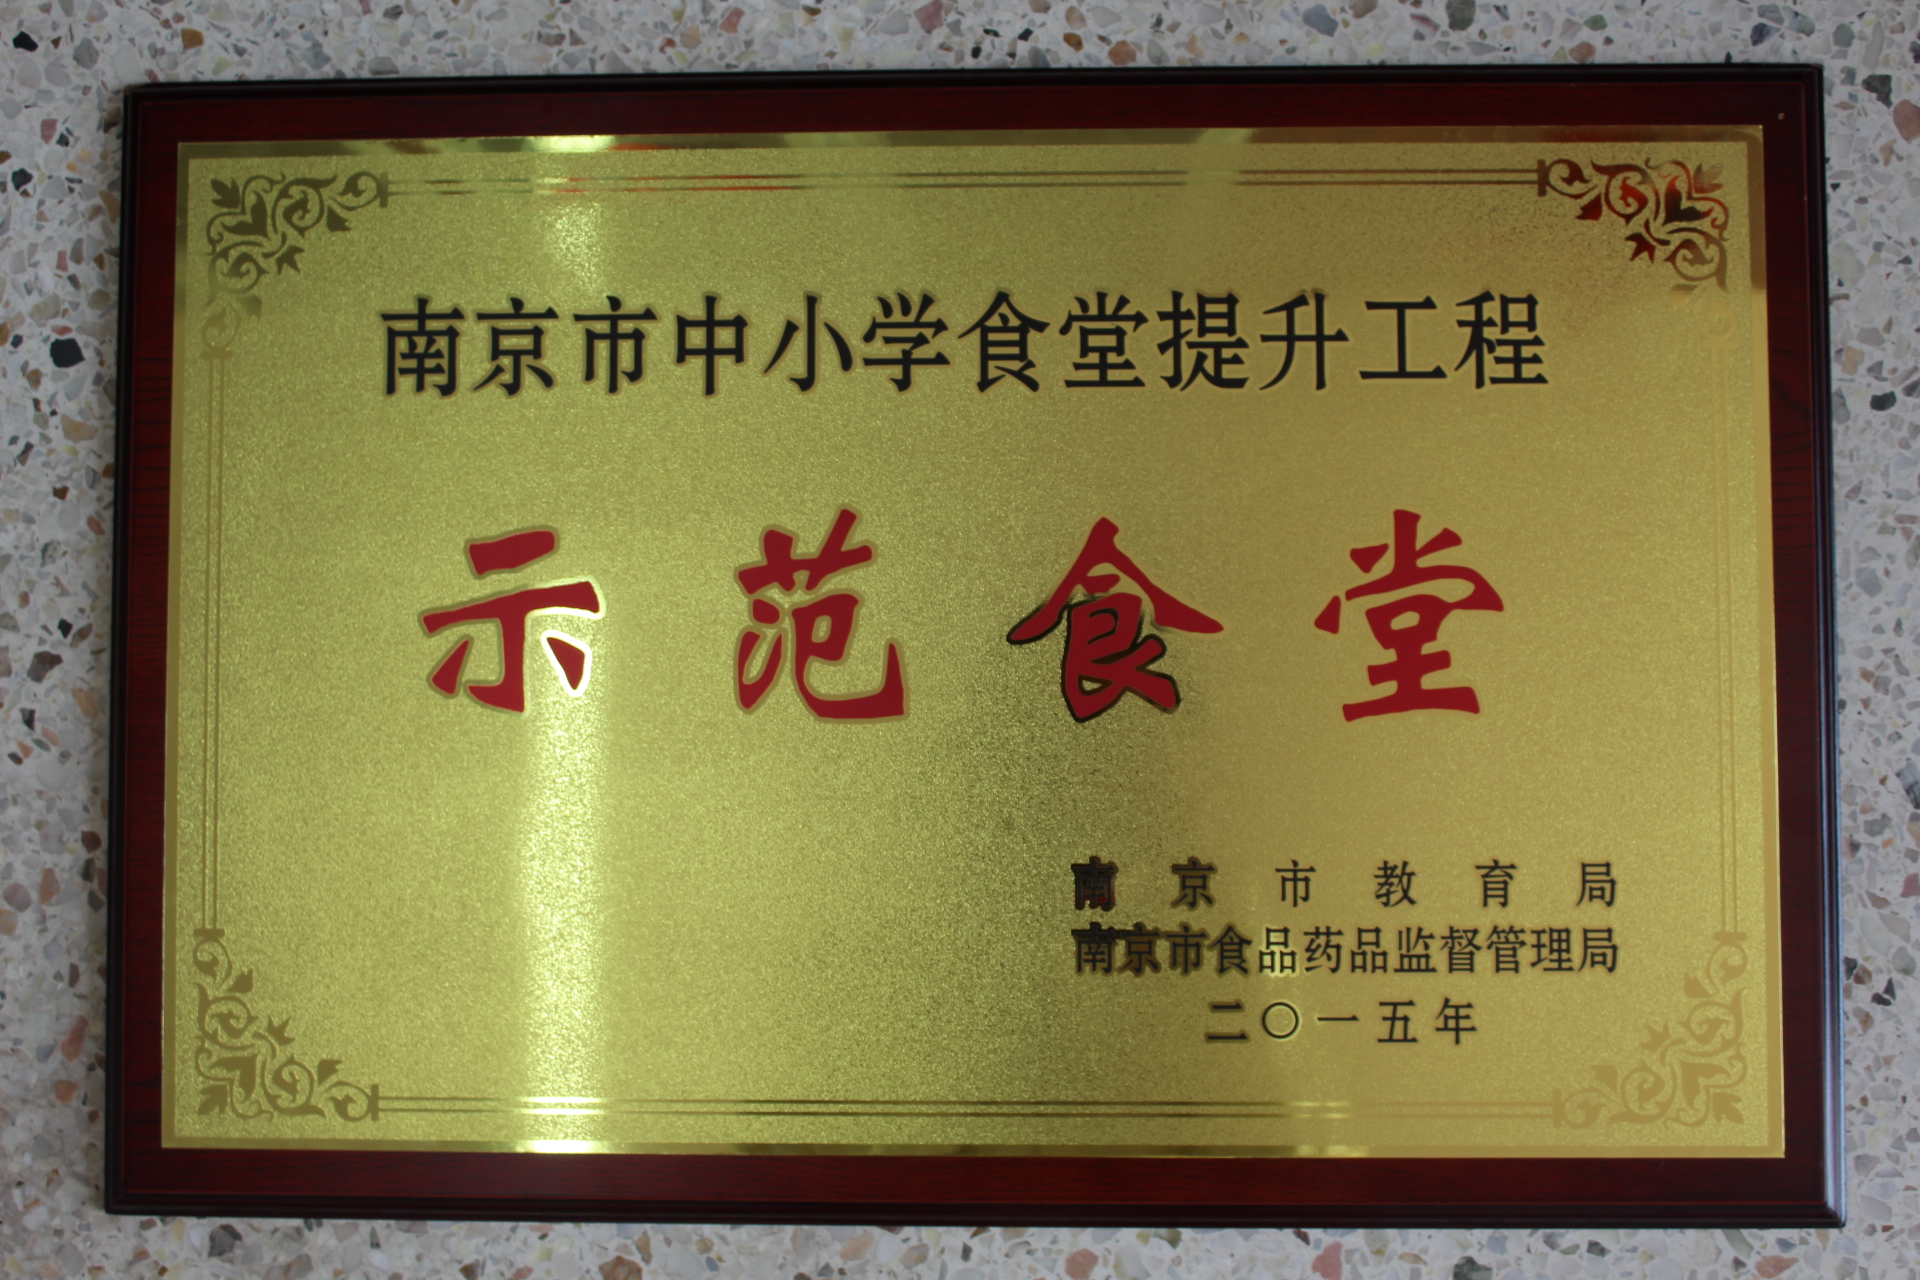 南京市中小学食堂提升工程
示范食堂
南京市教育局
南京市食品药品监督管理局
二〇一五年